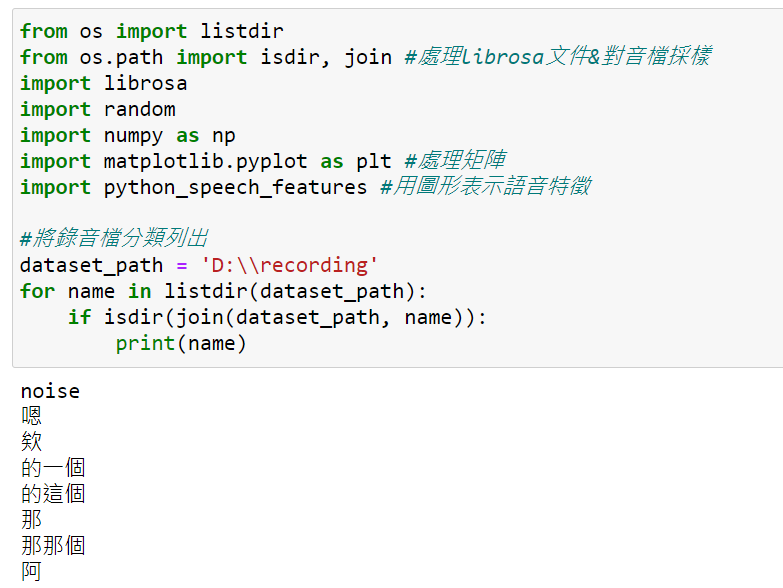 from os import listdir
from os.path import isdir, join #處理librosa文件&對音檔採樣
import librosa
import random
import numpy as np
import matplotlib.pyplot as plt #處理矩陣
import python_speech_features #用圖形表示語音特徵
#將錄音檔分類列出
dataset_path = 'D:\\recording'
for name in listdir(dataset_path):
    if isdir(join(dataset_path, name)):
        print(name)
noise
嗯
欸
的一個
的這個
那
那那個
阿